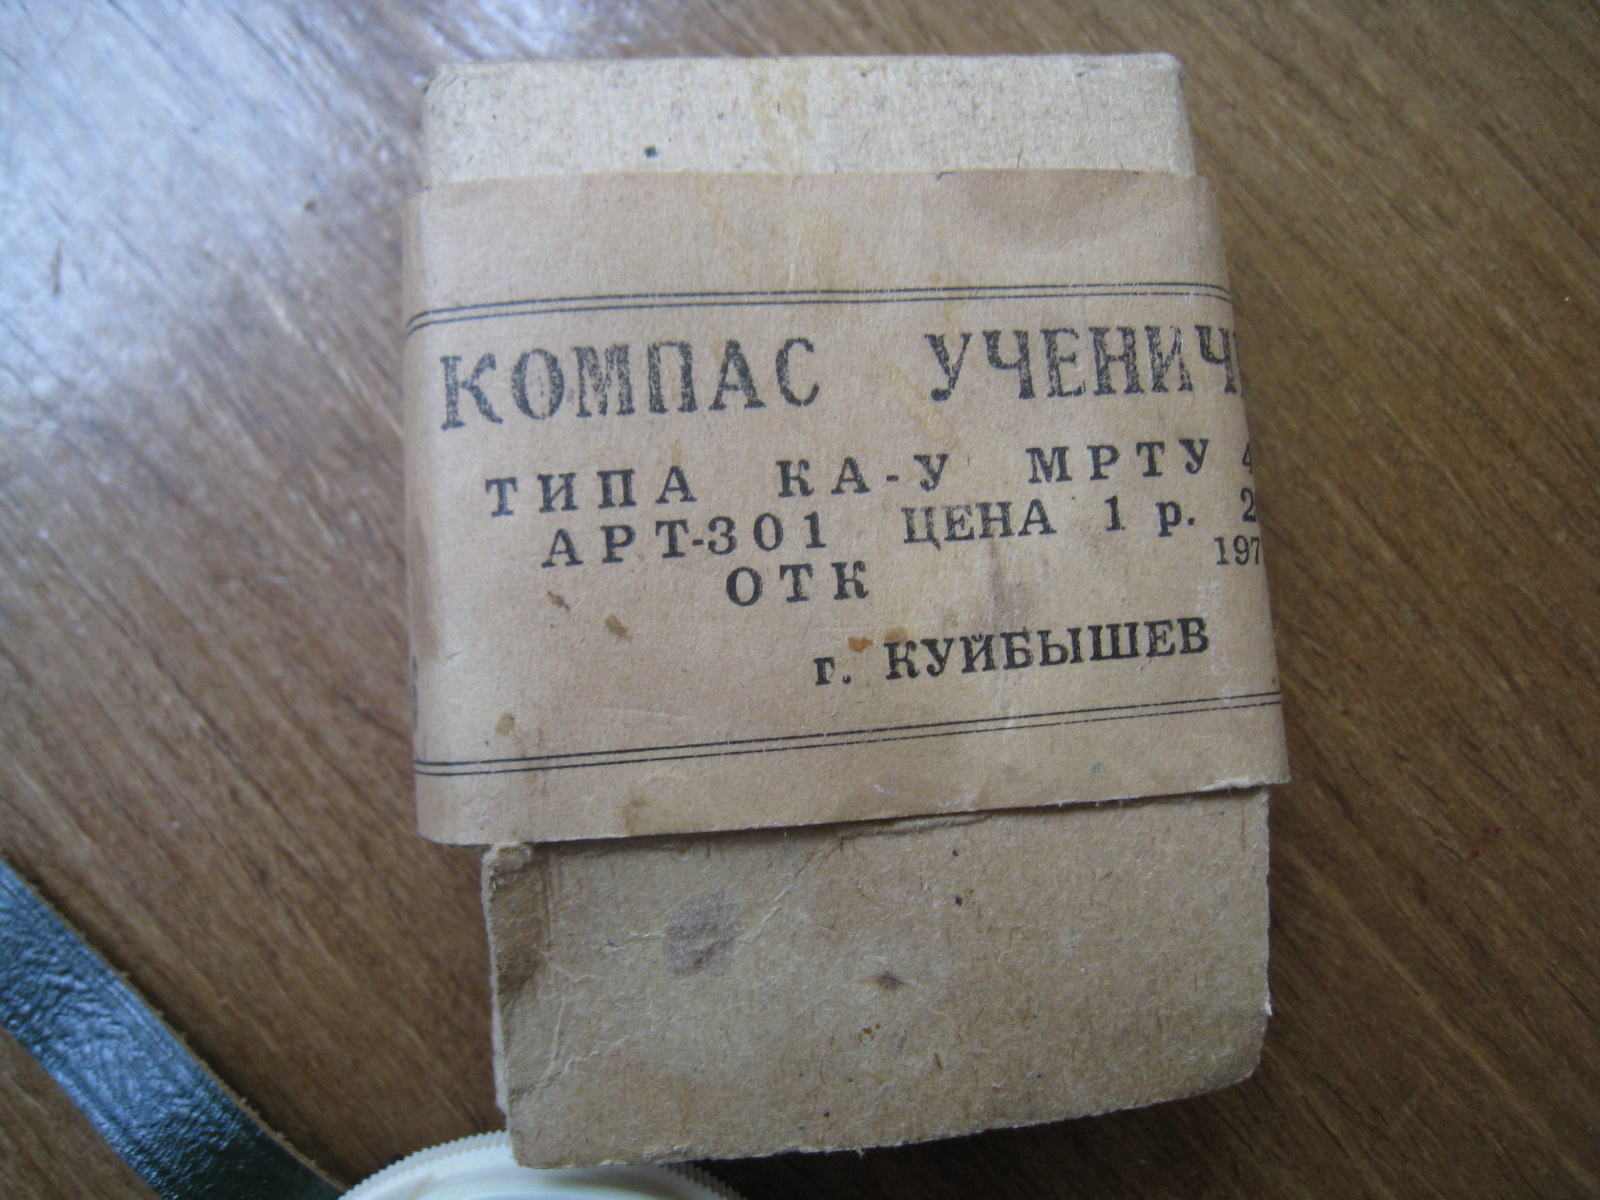 КОМПАС УЧЕНИЧ
ТИПА КА-У МРТУ 4
АРТ-301 ЦЕНА 1 р. 2
197
ОТК
г. КУЙБЫШЕВ